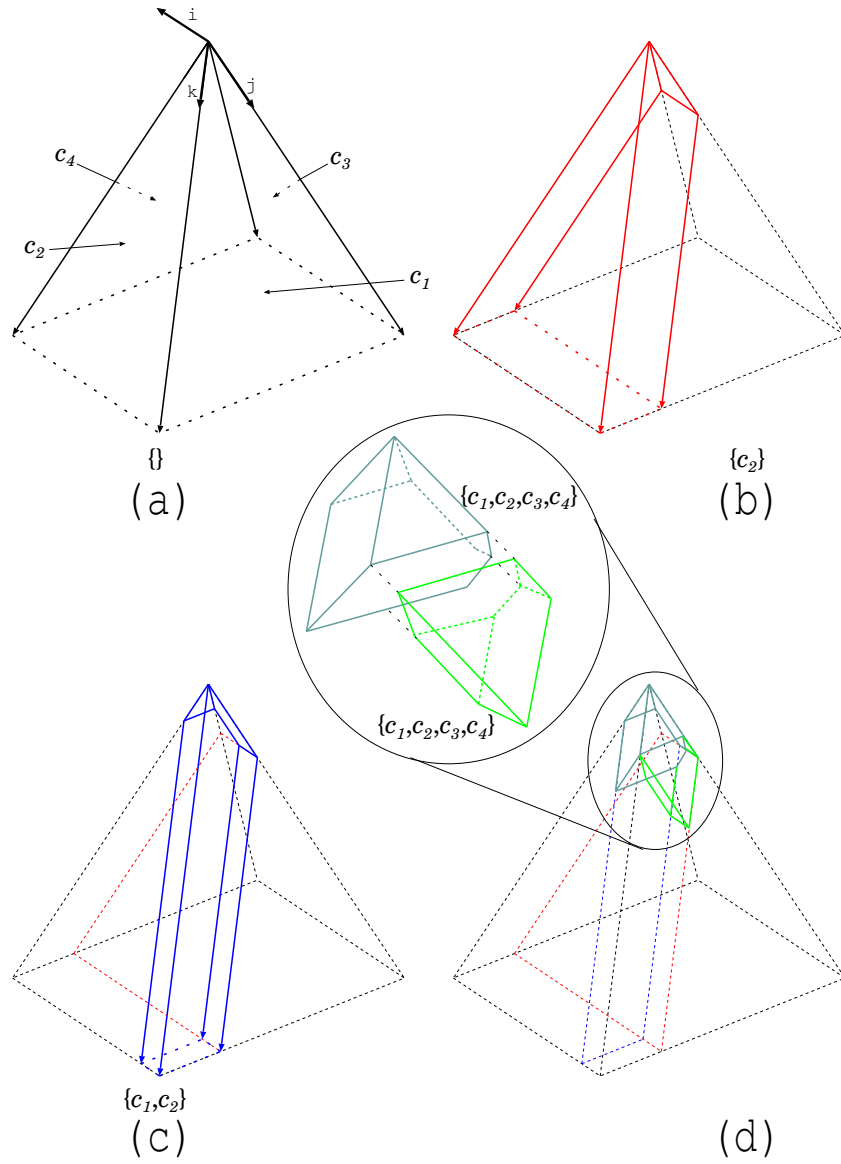 i
j
k
c₄
c₃
c₂
c₁
{}
(a)
{c₂}
(b)
{c₁,c₂,c₃,c₄}
{c₁,c₂,c₃,c₄}
{c₁,c₂}
(c)
(d)